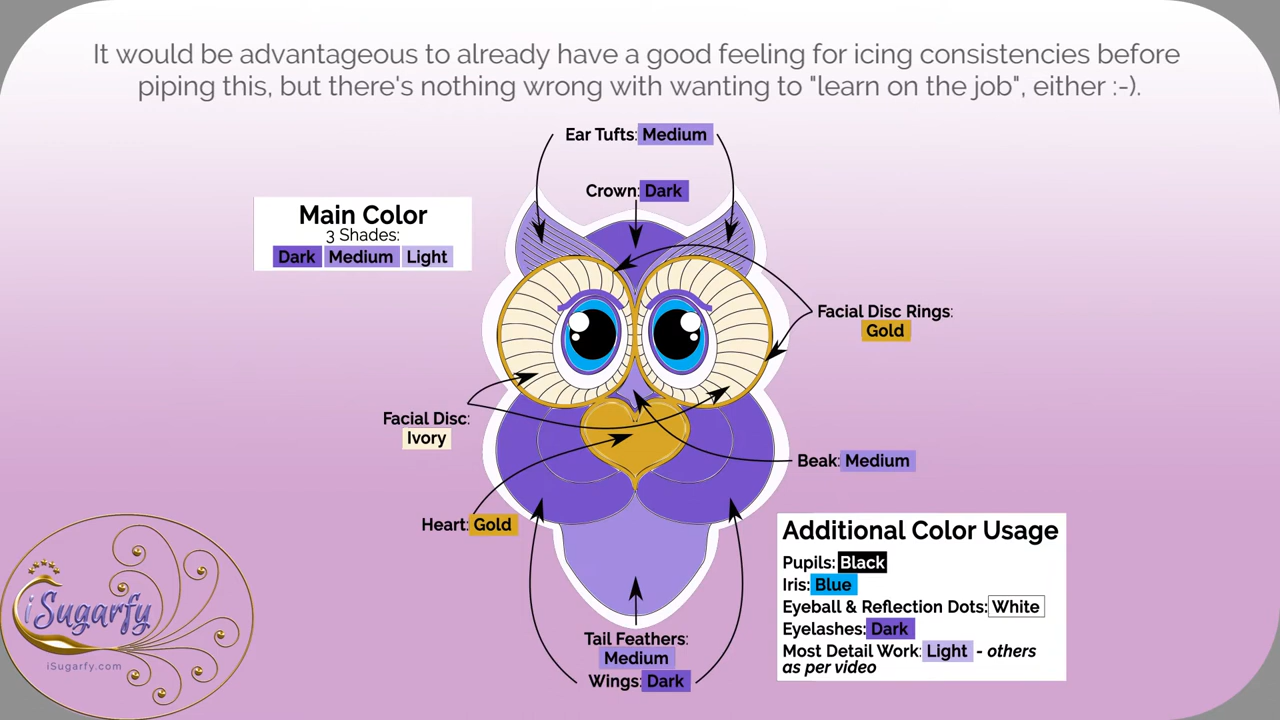 It would be advantageous to already have a good feeling for icing consistencies before
piping this, but there's nothing wrong with wanting to "learn on the job", either :-).
Ear Tufts: Medium
Crown: Dark
Main Color
3 Shades:
Dark Medium Light
Facial Disc Rings:
Gold
Facial Disc:
Ivory
Beak: Medium
Heart: Gold
Additional Color Usage
Pupils: Black
Iris: Blue
Eyeball & Reflection Dots: White
Eyelashes: Dark
Most Detail Work: Light - others
as per video
Tail Feathers:
Medium
Wings: Dark
iSugarfy
iSugarfy.com